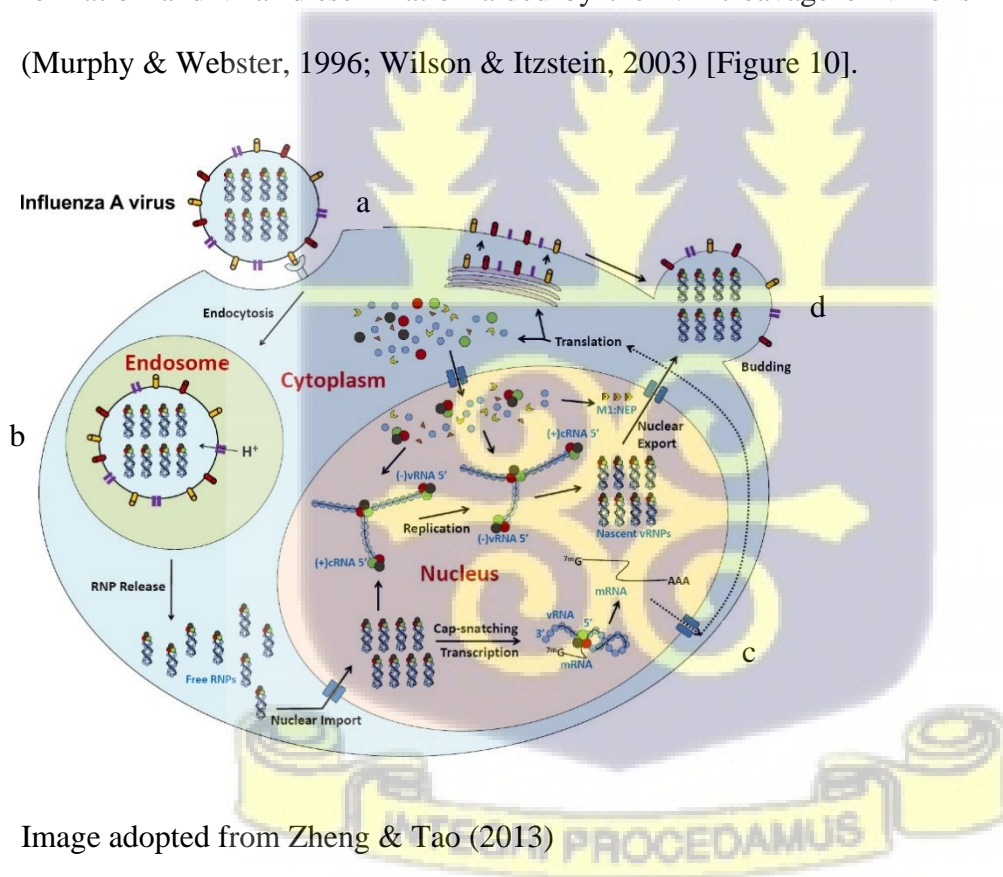 (Murphy & Webster, 1996; Wilson & Itzstein, 2003) [Figure 10].
Influenza A virus
a
Endocytosis
Endosome
H⁺
b
Cytoplasm
Translation
d
Budding
M1:NEP
Nuclear
Export
(+)cRNA 5'
(-)vRNA 5'
Replication
(-)vRNA 5'
(+)cRNA 5'
Nascent vRNPs
Nucleus
7mG
AAA
mRNA
RNP Release
Free RNPs
Nuclear Import
Cap-snatching
Transcription
vRNA
3'
5'
7mG
mRNA
c
Image adopted from Zheng & Tao (2013)
INTEGRI PROCEDAMUS